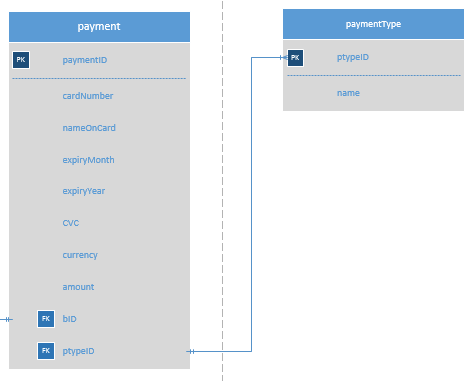 payment
PK paymentID
cardNumber
nameOnCard
expiryMonth
expiryYear
CVC
currency
amount
FK bID
FK ptypeID
paymentType
PK ptypeID
name